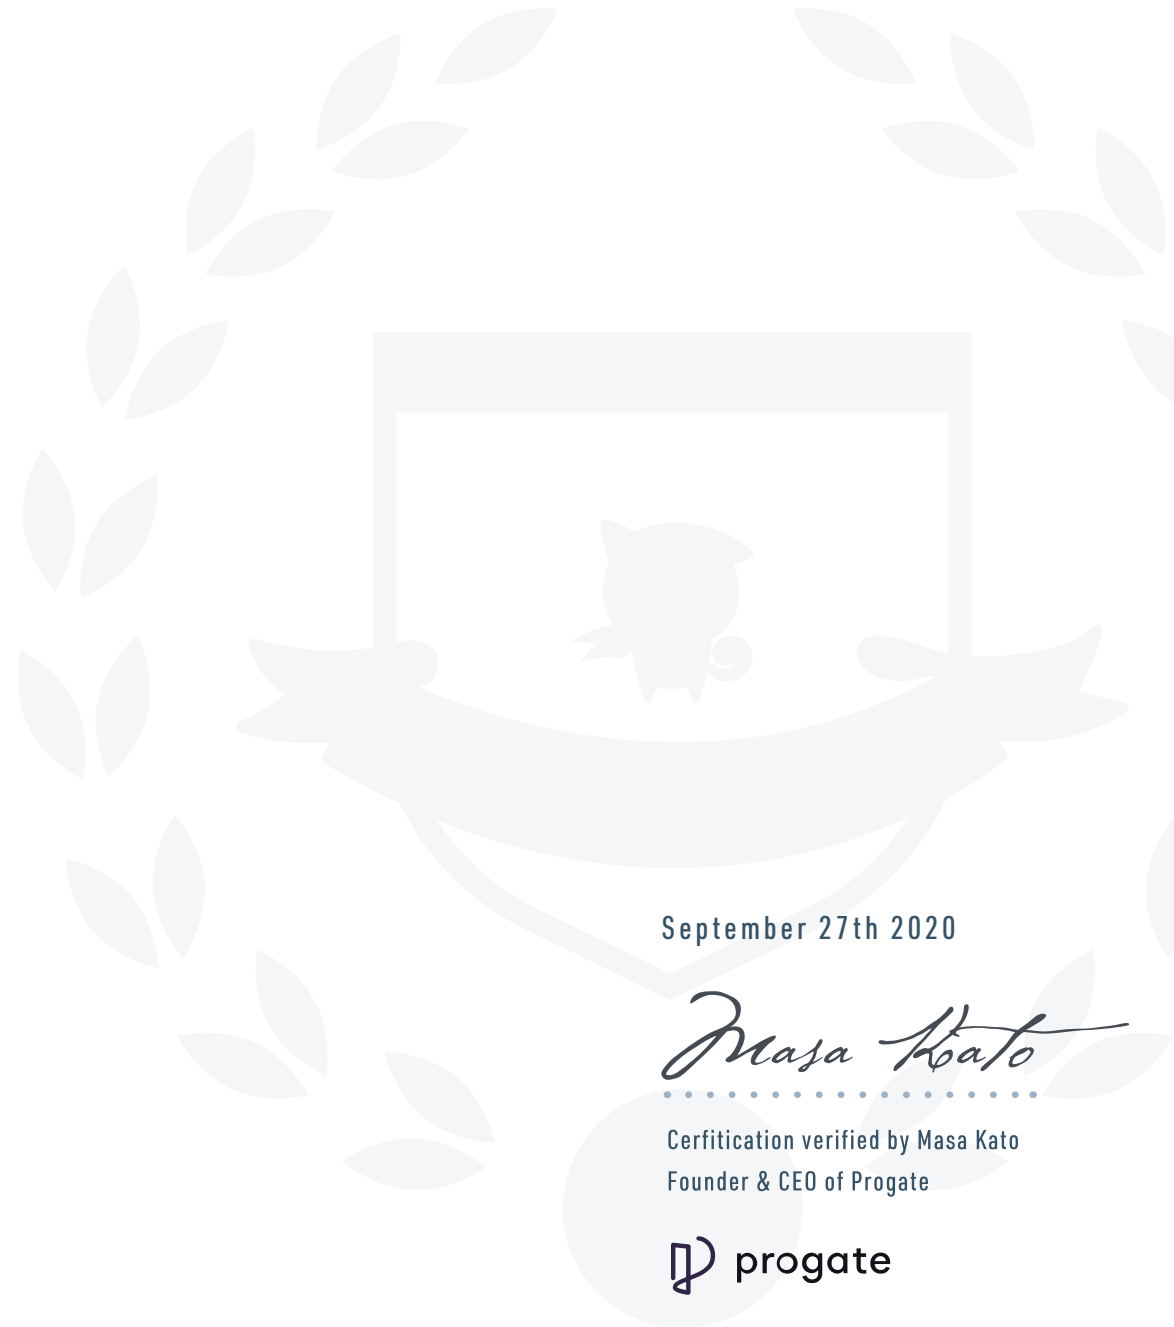 September 27th 2020
Masa Kato
Cerfitication verified by Masa Kato
Founder & CEO of Progate
progate